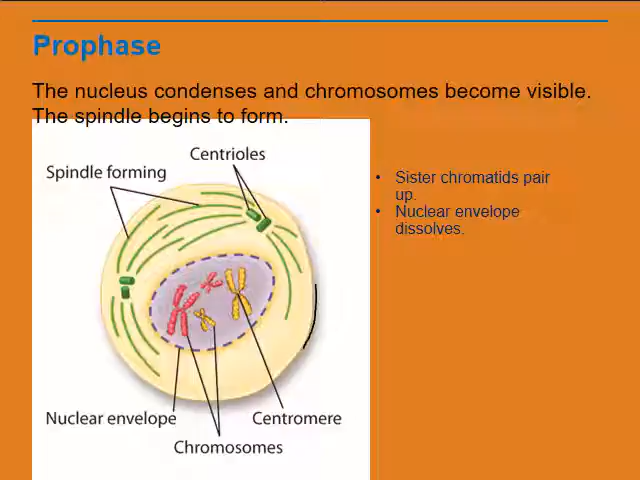 Prophase
The nucleus condenses and chromosomes become visible.
The spindle begins to form.
Centrioles
Spindle forming
• Sister chromatids pair
up.
• Nuclear envelope
dissolves.
Nuclear envelope
Centromere
Chromosomes